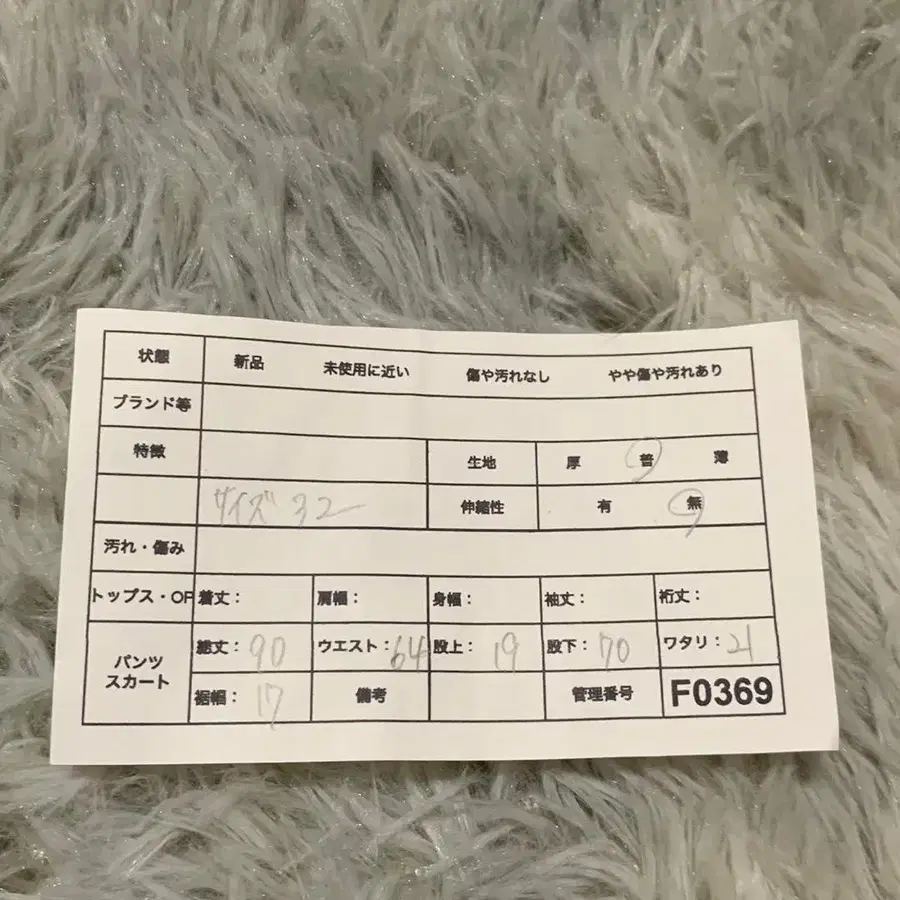 状態 新品 未使用に近い 傷や汚れなし やや傷や汚れあり
ブランド等
特徴 生地 厚 普 薄
サイズ 32 伸縮性 有 無
汚れ・傷み
トップス・OP 着丈： 肩幅： 身幅： 袖丈： 裄丈：
パンツ スカート
総丈：90 ウエスト：64 股上：19 股下：70 ワタリ：21
裾幅：17 備考 管理番号 F0369